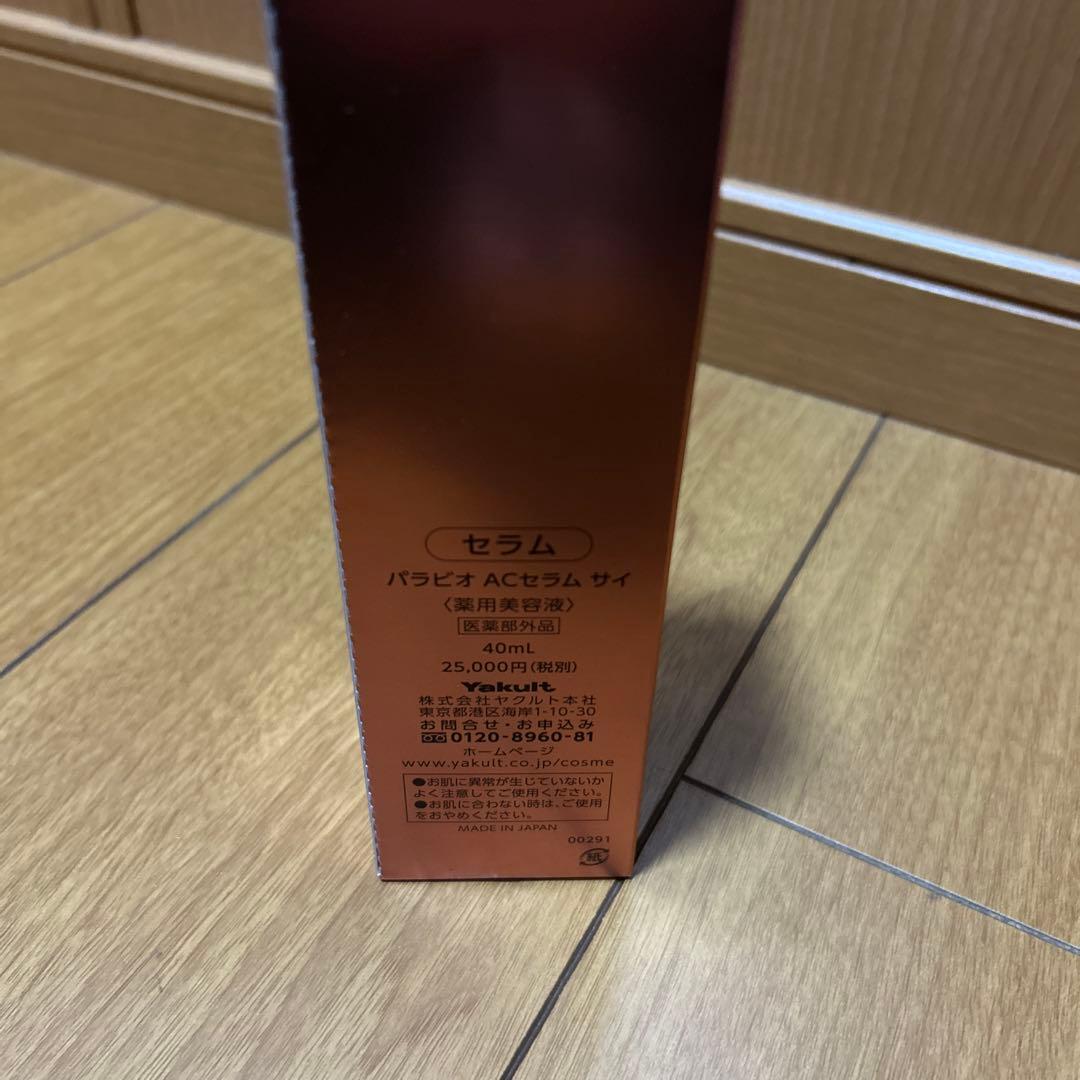 セラム
パラビオ ACセラム サイ
〈薬用美容液〉
医薬部外品
40mL
25,000円(税別)
Yakult
株式会社ヤクルト本社
東京都港区海岸1-10-30
お問合せ・お申込み
0120-8960-81
ホームページ
www.yakult.co.jp/cosme
●お肌に異常が生じていないか
よく注意してご使用ください。
●お肌に合わない時は、ご使用
をおやめください。
MADE IN JAPAN
00291
紙